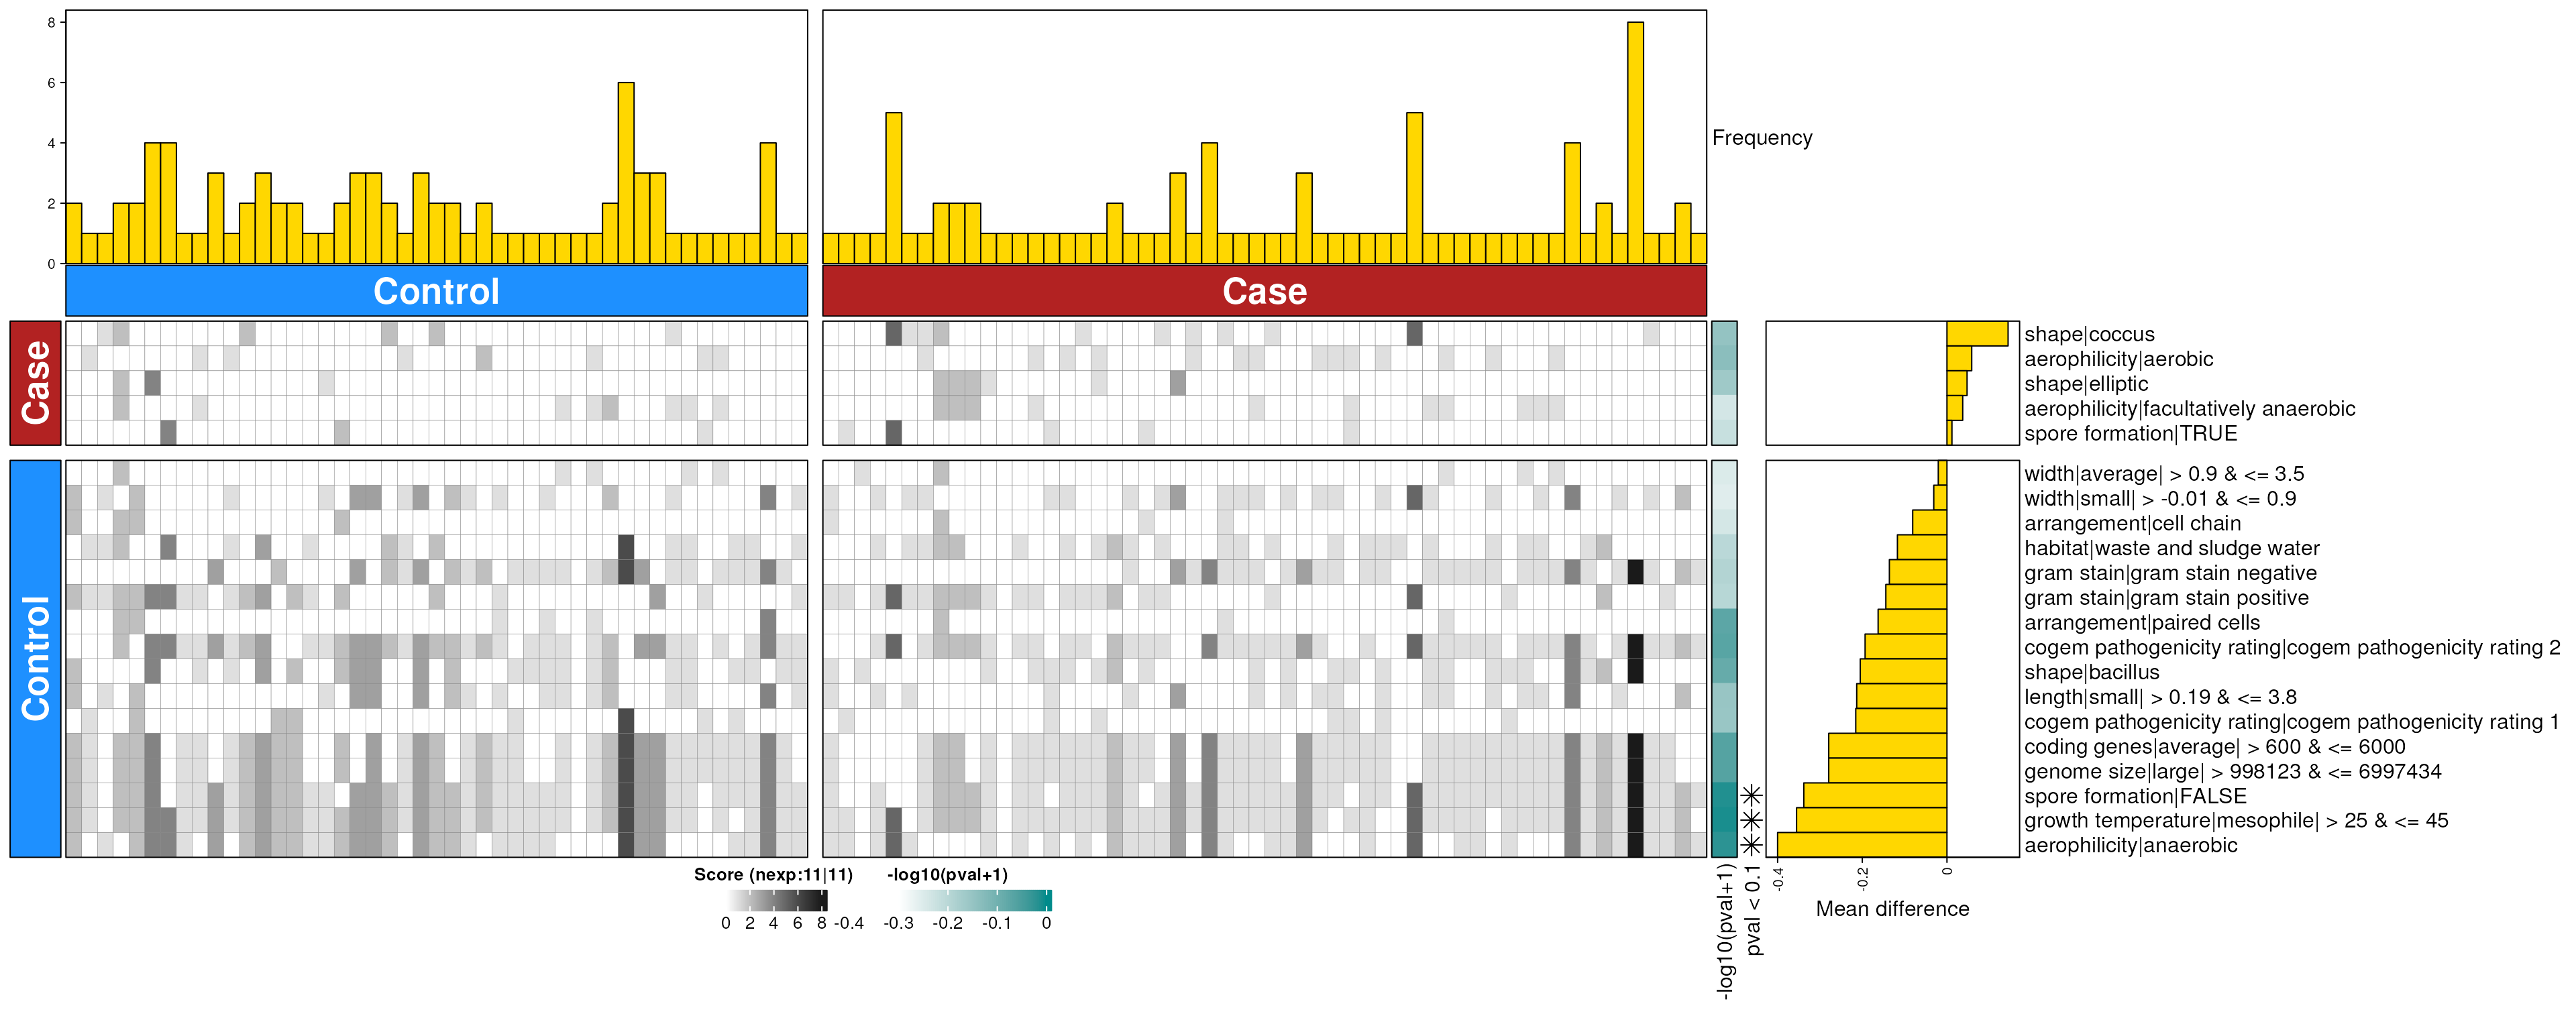 8
6
4
2
0
Frequency
Control
Case
Case
shape|coccus
aerophilicity|aerobic
shape|elliptic
aerophilicity|facultatively anaerobic
spore formation|TRUE
Control
width|average| > 0.9 & <= 3.5
width|small| > -0.01 & <= 0.9
arrangement|cell chain
habitat|waste and sludge water
gram stain|gram stain negative
gram stain|gram stain positive
arrangement|paired cells
cogem pathogenicity rating|cogem pathogenicity rating 2
shape|bacillus
length|small| > 0.19 & <= 3.8
cogem pathogenicity rating|cogem pathogenicity rating 1
coding genes|average| > 600 & <= 6000
genome size|large| > 998123 & <= 6997434
spore formation|FALSE
growth temperature|mesophile| > 25 & <= 45
aerophilicity|anaerobic
-log10(pval+1)
pval < 0.1
-0.4 -0.2 0
Mean difference
Score (nexp:11|11)
0 2 4 6 8
-log10(pval+1)
-0.4 -0.3 -0.2 -0.1 0